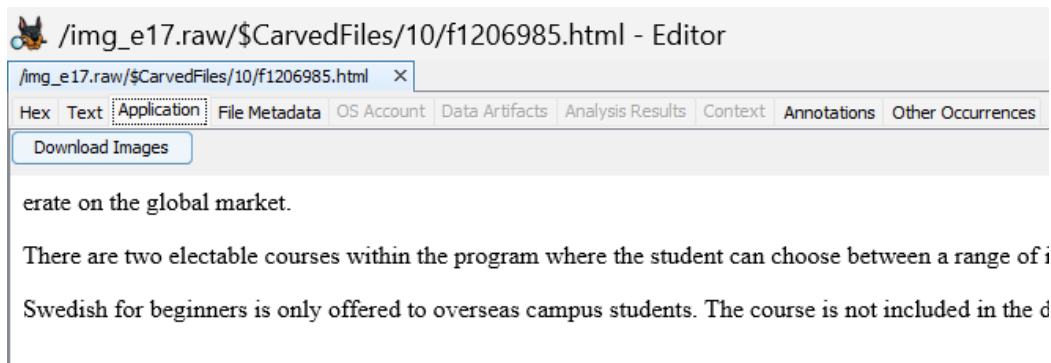 /img_e17.raw/$CarvedFiles/10/f1206985.html - Editor
/img_e17.raw/$CarvedFiles/10/f1206985.html ×
Hex Text Application File Metadata OS Account Data Artifacts Analysis Results Context Annotations Other Occurrences
Download Images
erate on the global market.
There are two electable courses within the program where the student can choose between a range of
Swedish for beginners is only offered to overseas campus students. The course is not included in the